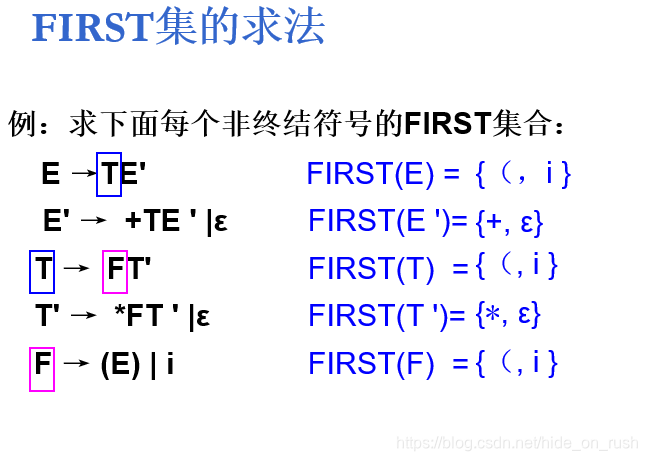 FIRST集的求法
例：求下面每个非终结符号的FIRST集合：
E →TE' FIRST(E) = {（，i }
E' → +TE ' |ε FIRST(E ')= {+, ε}
T → FT' FIRST(T) = {（, i }
T' → *FT ' |ε FIRST(T ')= {*, ε}
F → (E) | i FIRST(F) = {（, i }
https://blog.csdn.net/hide_on_rush